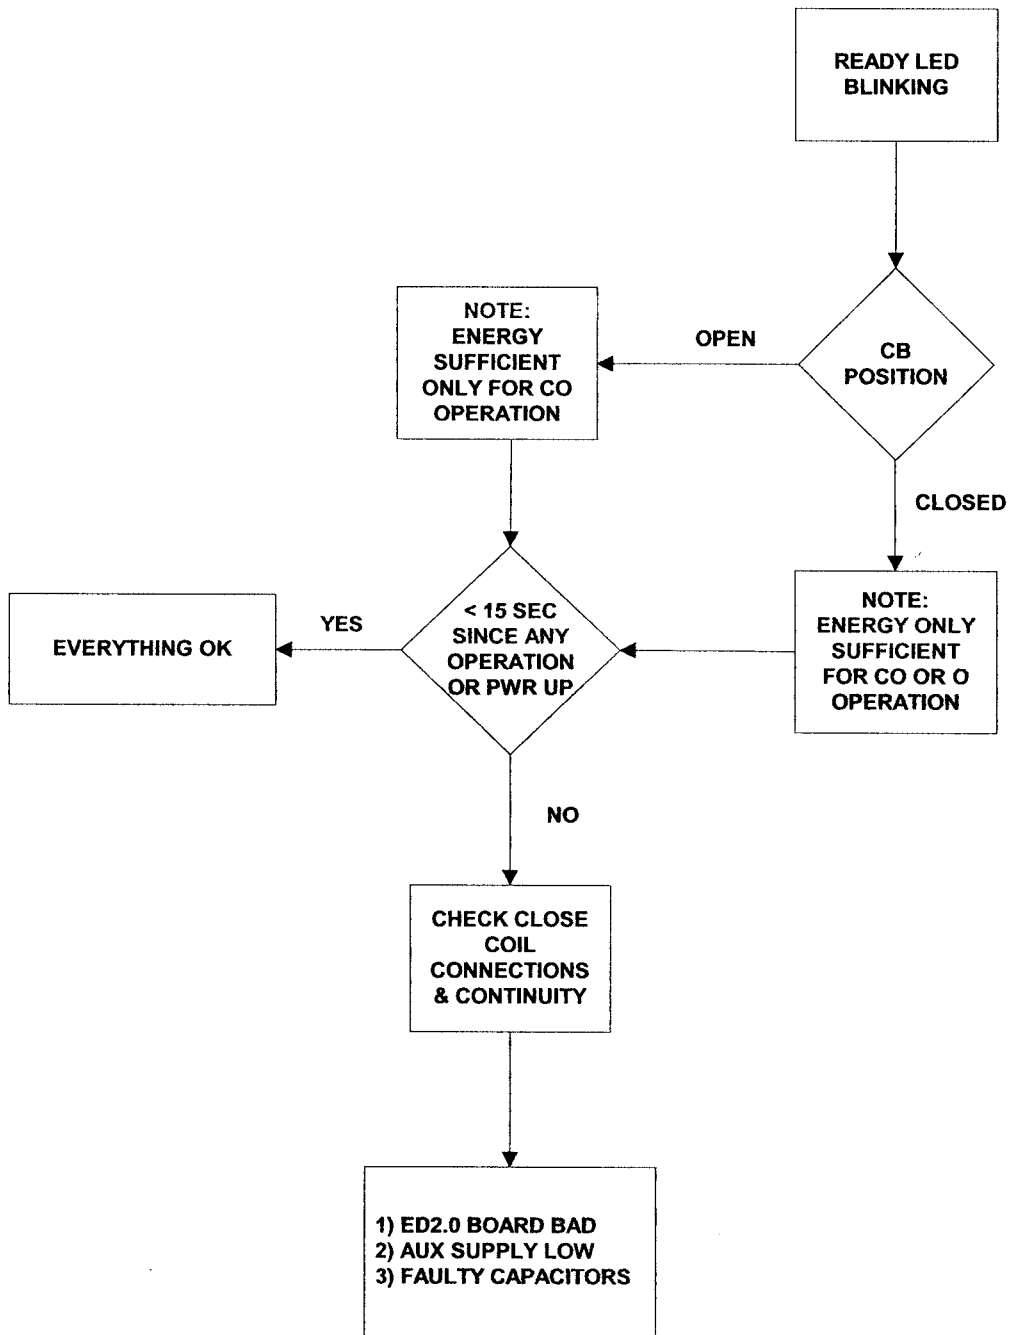 READY LED
BLINKING
CB
POSITION
OPEN
CLOSED
NOTE:
ENERGY
SUFFICIENT
ONLY FOR CO
OPERATION
NOTE:
ENERGY ONLY
SUFFICIENT
FOR CO OR O
OPERATION
< 15 SEC
SINCE ANY
OPERATION
OR PWR UP
YES
EVERYTHING OK
NO
CHECK CLOSE
COIL
CONNECTIONS
& CONTINUITY
1) ED2.0 BOARD BAD
2) AUX SUPPLY LOW
3) FAULTY CAPACITORS